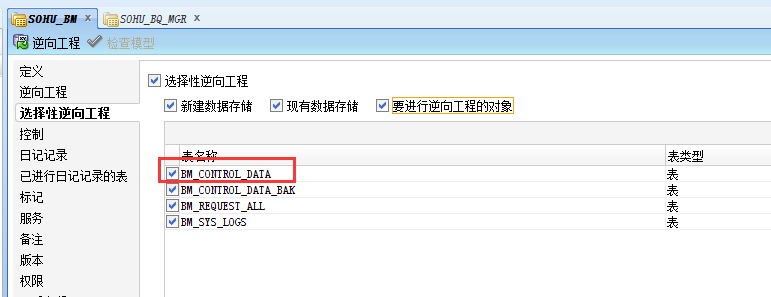 SOHU_BM SOHU_BQ_MGR
逆向工程 检查模型
定义
逆向工程
选择性逆向工程
控制
日记记录
已进行日记记录的表
标记
服务
备注
版本
权限
选择性逆向工程
新建数据存储 现有数据存储 要进行逆向工程的对象
表名称 表类型
BM_CONTROL_DATA 表
BM_CONTROL_DATA_BAK 表
BM_REQUEST_ALL 表
BM_SYS_LOGS 表